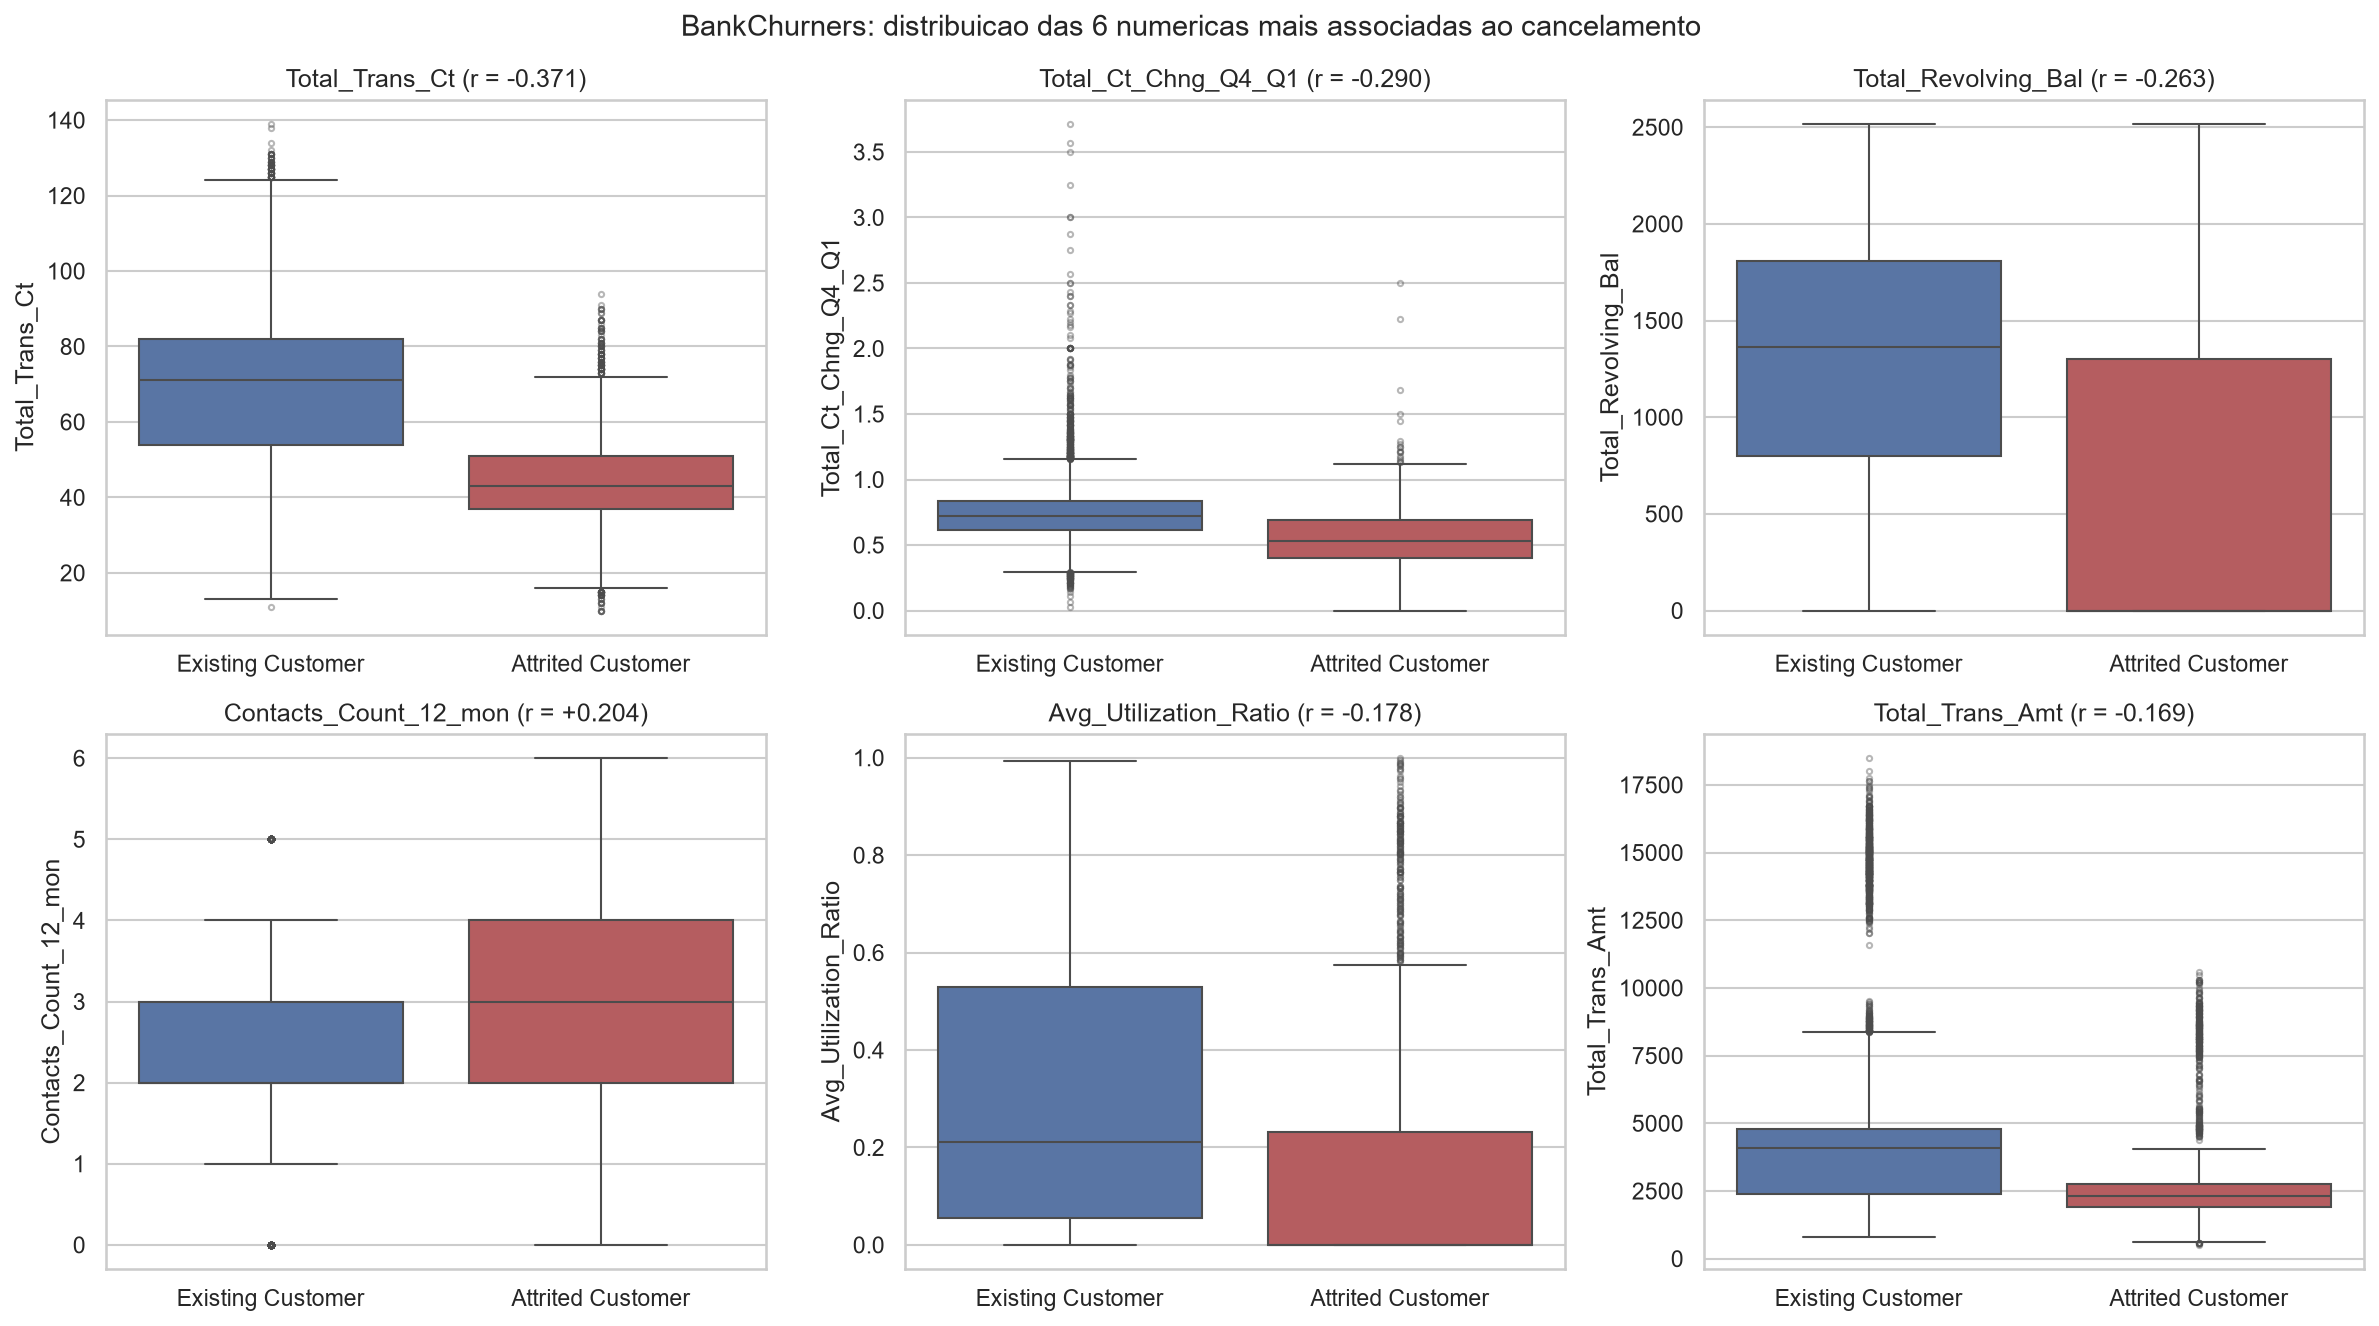 BankChurners: distribuicao das 6 numericas mais associadas ao cancelamento
Total_Trans_Ct (r = -0.371)
Total_Trans_Ct
140
120
100
80
60
40
20
Existing Customer
Attrited Customer
Total_Ct_Chng_Q4_Q1 (r = -0.290)
Total_Ct_Chng_Q4_Q1
3.5
3.0
2.5
2.0
1.5
1.0
0.5
0.0
Existing Customer
Attrited Customer
Total_Revolving_Bal (r = -0.263)
Total_Revolving_Bal
2500
2000
1500
1000
500
0
Existing Customer
Attrited Customer
Contacts_Count_12_mon (r = +0.204)
Contacts_Count_12_mon
6
5
4
3
2
1
0
Existing Customer
Attrited Customer
Avg_Utilization_Ratio (r = -0.178)
Avg_Utilization_Ratio
1.0
0.8
0.6
0.4
0.2
0.0
Existing Customer
Attrited Customer
Total_Trans_Amt (r = -0.169)
Total_Trans_Amt
17500
15000
12500
10000
7500
5000
2500
0
Existing Customer
Attrited Customer